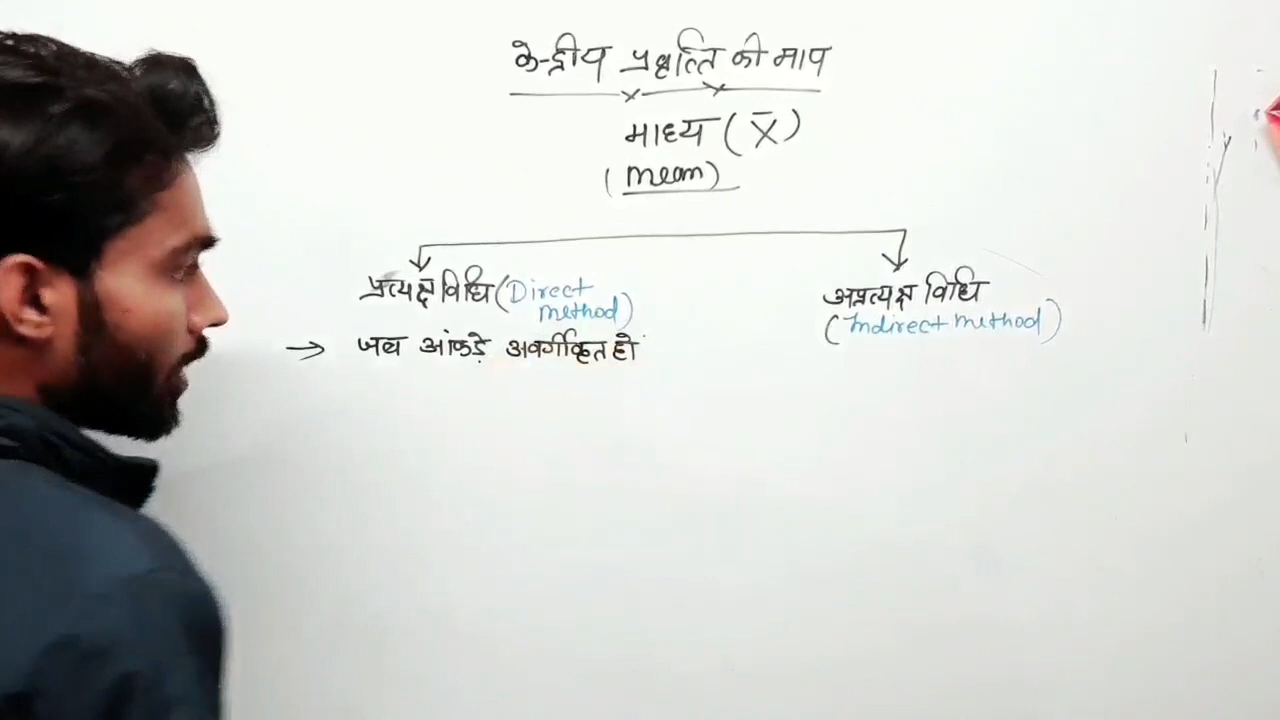 केन्द्रीय प्रवृत्ति की माप
माध्य ( X̄ )
( mean )
प्रत्यक्ष विधि ( Direct
method )
अप्रत्यक्ष विधि
( Indirect method )
→ जब आंकड़े अवर्गीकृत हो